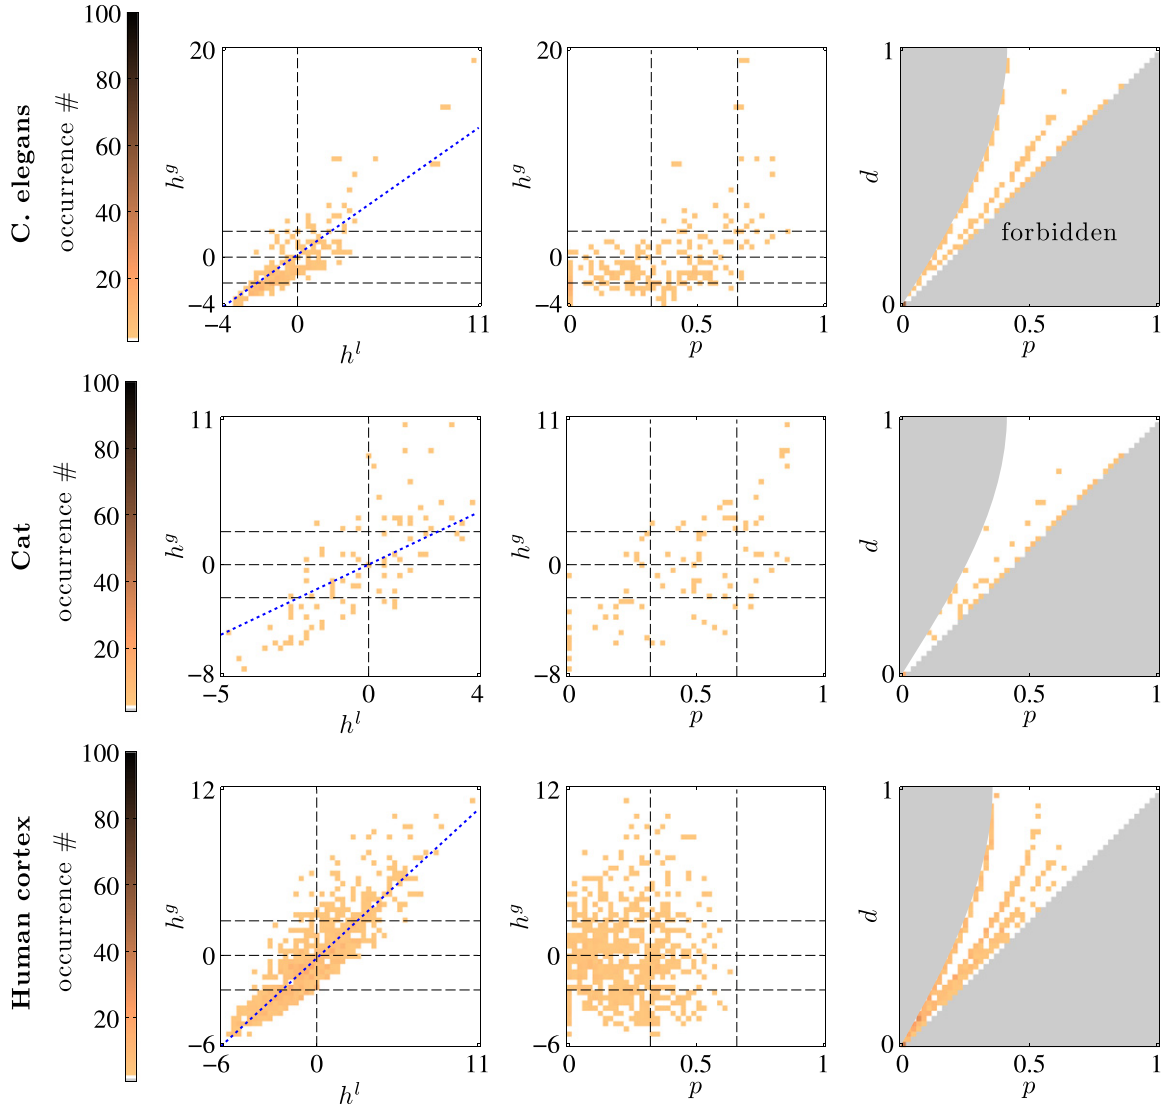 C. elegans
occurrence #
100
80
60
40
20
h^g
20
0
−4
−4 0 11
h^l
h^g
20
0
−4
0 0.5 1
p
d
1
0
forbidden
0 0.5 1
p
Cat
occurrence #
100
80
60
40
20
h^g
11
0
−8
−5 0 4
h^l
h^g
11
0
−8
0 0.5 1
p
d
1
0
0 0.5 1
p
Human cortex
occurrence #
100
80
60
40
20
h^g
12
0
−6
−6 0 11
h^l
h^g
12
0
−6
0 0.5 1
p
d
1
0
0 0.5 1
p